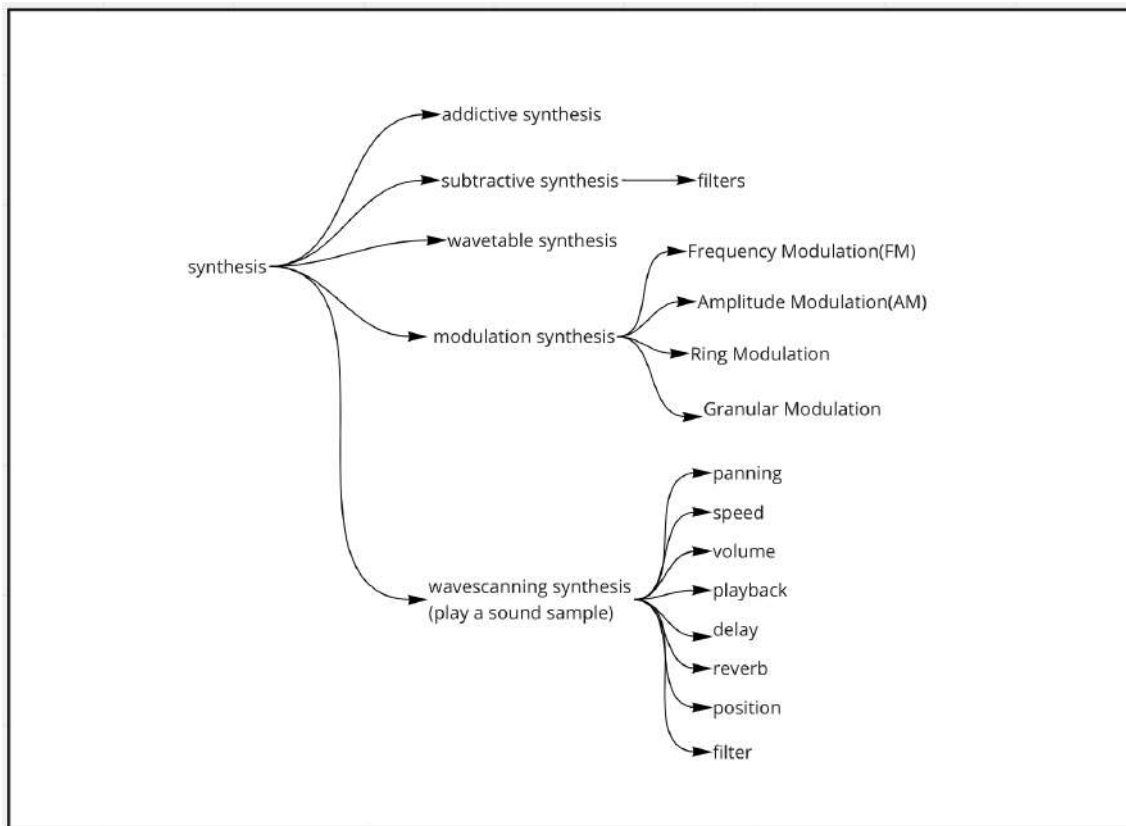 addictive synthesis
subtractive synthesis
filters
wavetable synthesis
synthesis
Frequency Modulation(FM)
Amplitude Modulation(AM)
modulation synthesis
Ring Modulation
Granular Modulation
panning
speed
volume
wavescanning synthesis
(play a sound sample)
playback
delay
reverb
position
filter